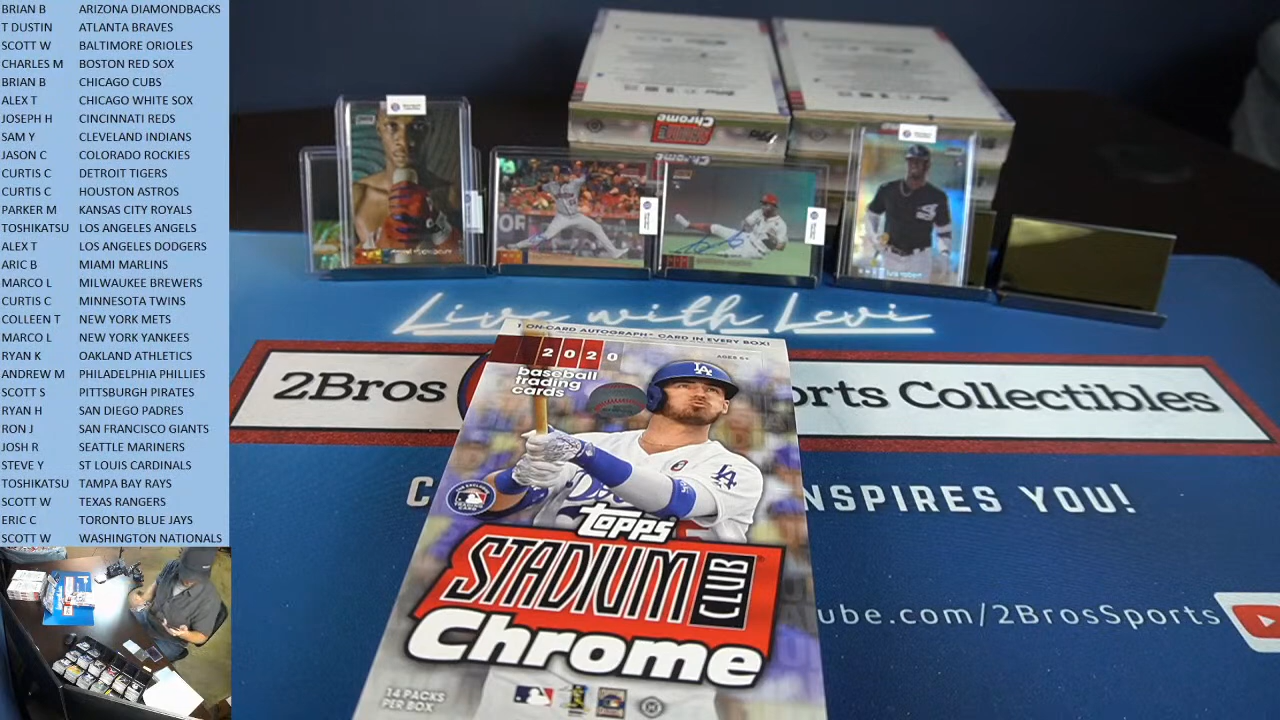 BRIAN B ARIZONA DIAMONDBACKS
T DUSTIN ATLANTA BRAVES
SCOTT W BALTIMORE ORIOLES
CHARLES M BOSTON RED SOX
BRIAN B CHICAGO CUBS
ALEX T CHICAGO WHITE SOX
JOSEPH H CINCINNATI REDS
SAM Y CLEVELAND INDIANS
JASON C COLORADO ROCKIES
CURTIS C DETROIT TIGERS
CURTIS C HOUSTON ASTROS
PARKER M KANSAS CITY ROYALS
TOSHIKATSU LOS ANGELES ANGELS
ALEX T LOS ANGELES DODGERS
ARIC B MIAMI MARLINS
MARCO L MILWAUKEE BREWERS
CURTIS C MINNESOTA TWINS
COLLEEN T NEW YORK METS
MARCO L NEW YORK YANKEES
RYAN K OAKLAND ATHLETICS
ANDREW M PHILADELPHIA PHILLIES
SCOTT S PITTSBURGH PIRATES
RYAN H SAN DIEGO PADRES
RON J SAN FRANCISCO GIANTS
JOSH R SEATTLE MARINERS
STEVE Y ST LOUIS CARDINALS
TOSHIKATSU TAMPA BAY RAYS
SCOTT W TEXAS RANGERS
ERIC C TORONTO BLUE JAYS
SCOTT W WASHINGTON NATIONALS
Chrome
Live with Levi
1 ON-CARD AUTOGRAPH* CARD IN EVERY BOX!
2020
AGES 6+
baseball
trading
cards
LA
LA
2Bros
orts Collectibles
C
NSPIRES YOU!
topps
STADIUM CLUB
Chrome
14 PACKS
PER BOX
ube.com/2BrosSports